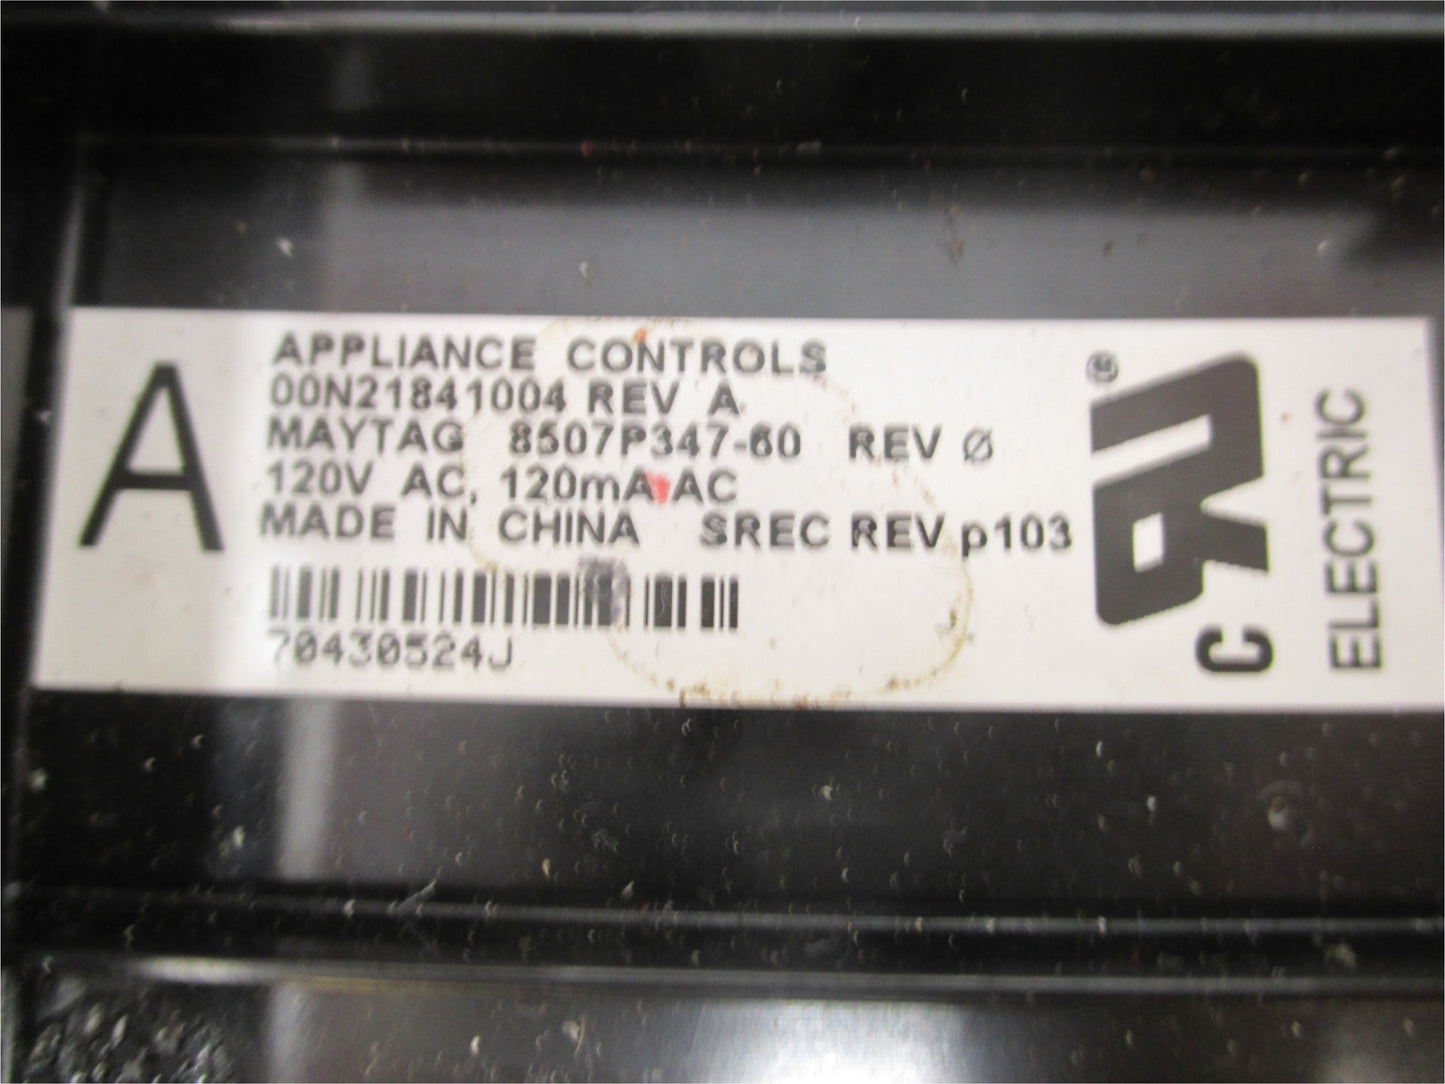 A
APPLIANCE CONTROLS
00N21841004 REV A
MAYTAG 8507P347-60 REV Ø
120V AC, 120mA AC
MADE IN CHINA SREC REV p103
70430524J
C RU ®
ELECTRIC